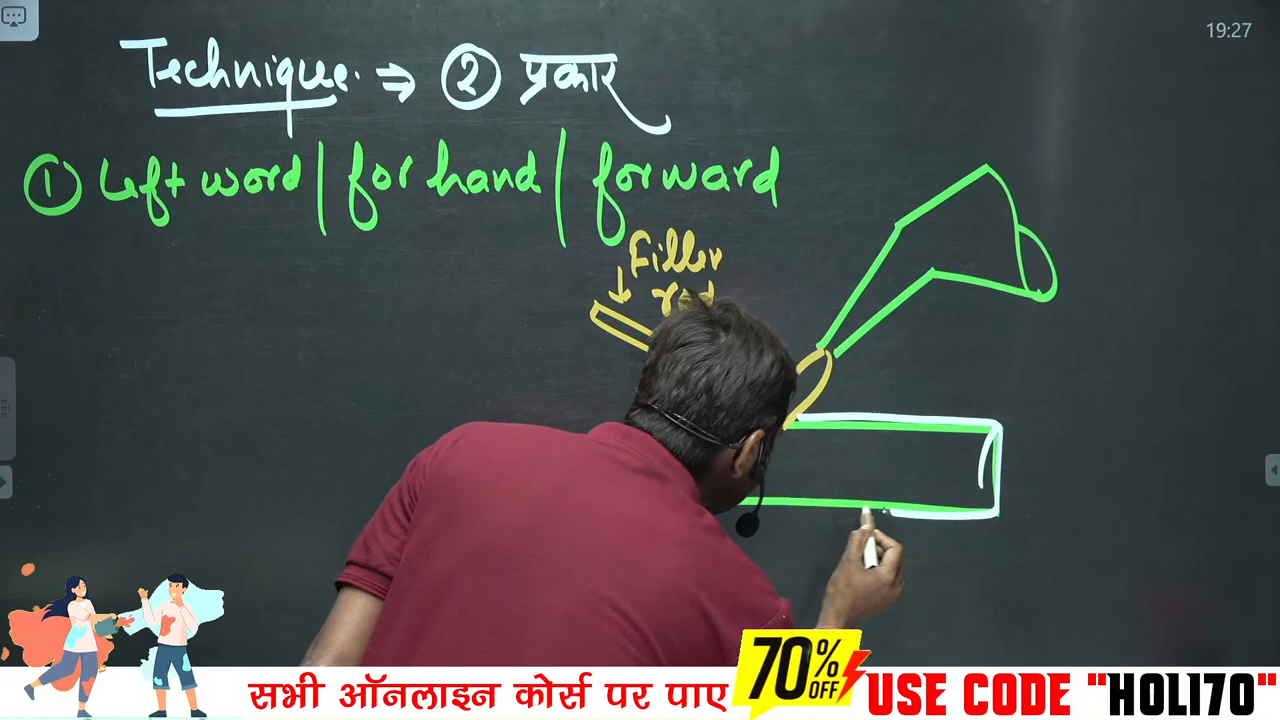 19:27
Technique ⇒ ② प्रकार
① Left word / for hand / forward
Filler
rod
सभी ऑनलाइन कोर्स पर पाए 70% OFF USE CODE "HOLI70"